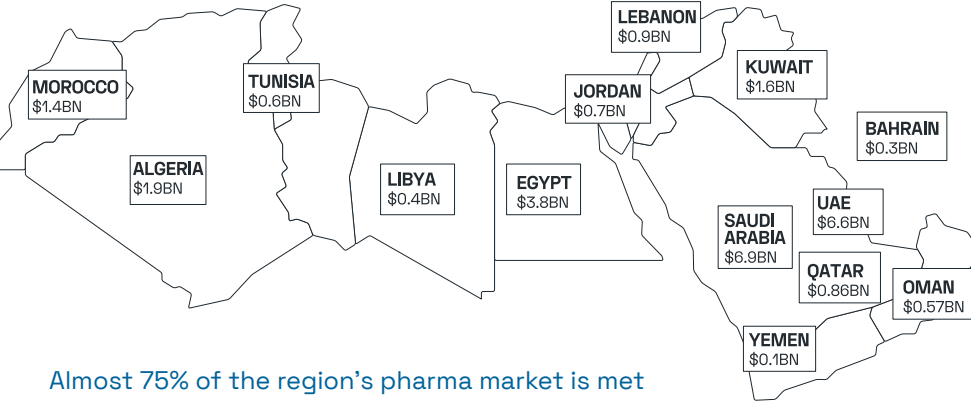 LEBANON
$0.9BN
MOROCCO
$1.4BN
TUNISIA
$0.6BN
JORDAN
$0.7BN
KUWAIT
$1.6BN
BAHRAIN
$0.3BN
ALGERIA
$1.9BN
LIBYA
$0.4BN
EGYPT
$3.8BN
UAE
$6.6BN
SAUDI
ARABIA
$6.9BN
QATAR
$0.86BN
OMAN
$0.57BN
YEMEN
$0.1BN
Almost 75% of the region's pharma market is met